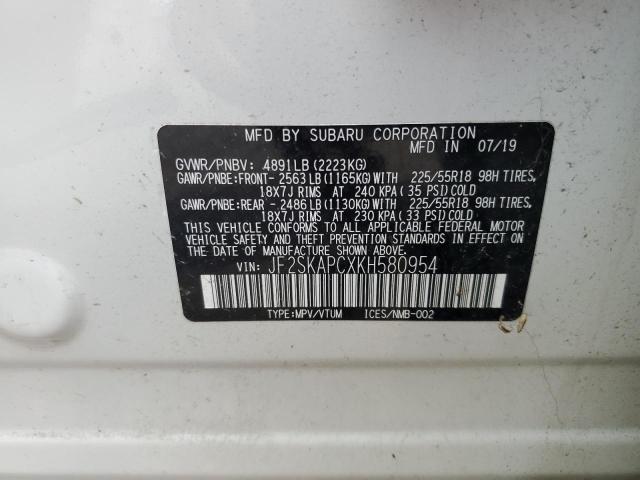 MFD BY SUBARU CORPORATION
MFD IN 07/19
GVWR/PNBV: 4891LB(2223KG)
GAWR/PNBE:FRONT- 2563LB(1165KG)WITH 225/55R18 98H TIRES,
18X7J RIMS AT 240 KPA(35 PSI)COLD
GAWR/PNBE:REAR - 2486LB(1130KG)WITH 225/55R18 98H TIRES,
18X7J RIMS AT 230 KPA(33 PSI)COLD
THIS VEHICLE CONFORMS TO ALL APPLICABLE FEDERAL MOTOR
VEHICLE SAFETY AND THEFT PREVENTION STANDARDS IN EFFECT ON
THE DATE OF MANUFACTURE SHOWN ABOVE.
VIN: JF2SKAPCXKH580954
TYPE:MPV/VTUM ICES/NMB-002